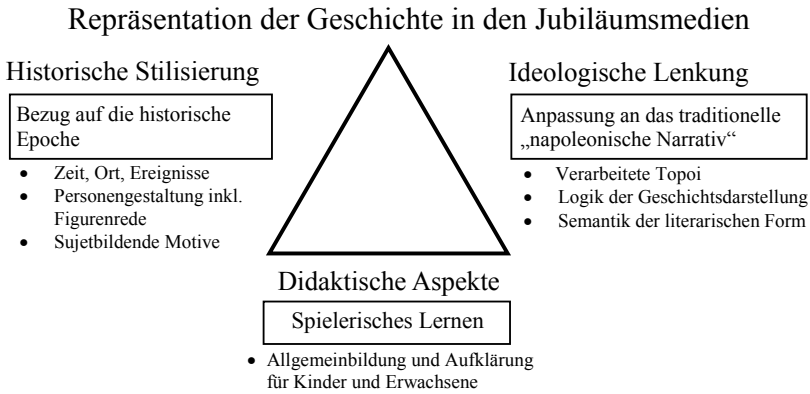 Repräsentation der Geschichte in den Jubiläumsmedien
Historische Stilisierung
Bezug auf die historische
Epoche
• Zeit, Ort, Ereignisse
• Personengestaltung inkl.
Figurenrede
• Sujetbildende Motive
Ideologische Lenkung
Anpassung an das traditionelle
„napoleonische Narrativ“
• Verarbeitete Topoi
• Logik der Geschichtsdarstellung
• Semantik der literarischen Form
Didaktische Aspekte
Spielerisches Lernen
• Allgemeinbildung und Aufklärung
für Kinder und Erwachsene